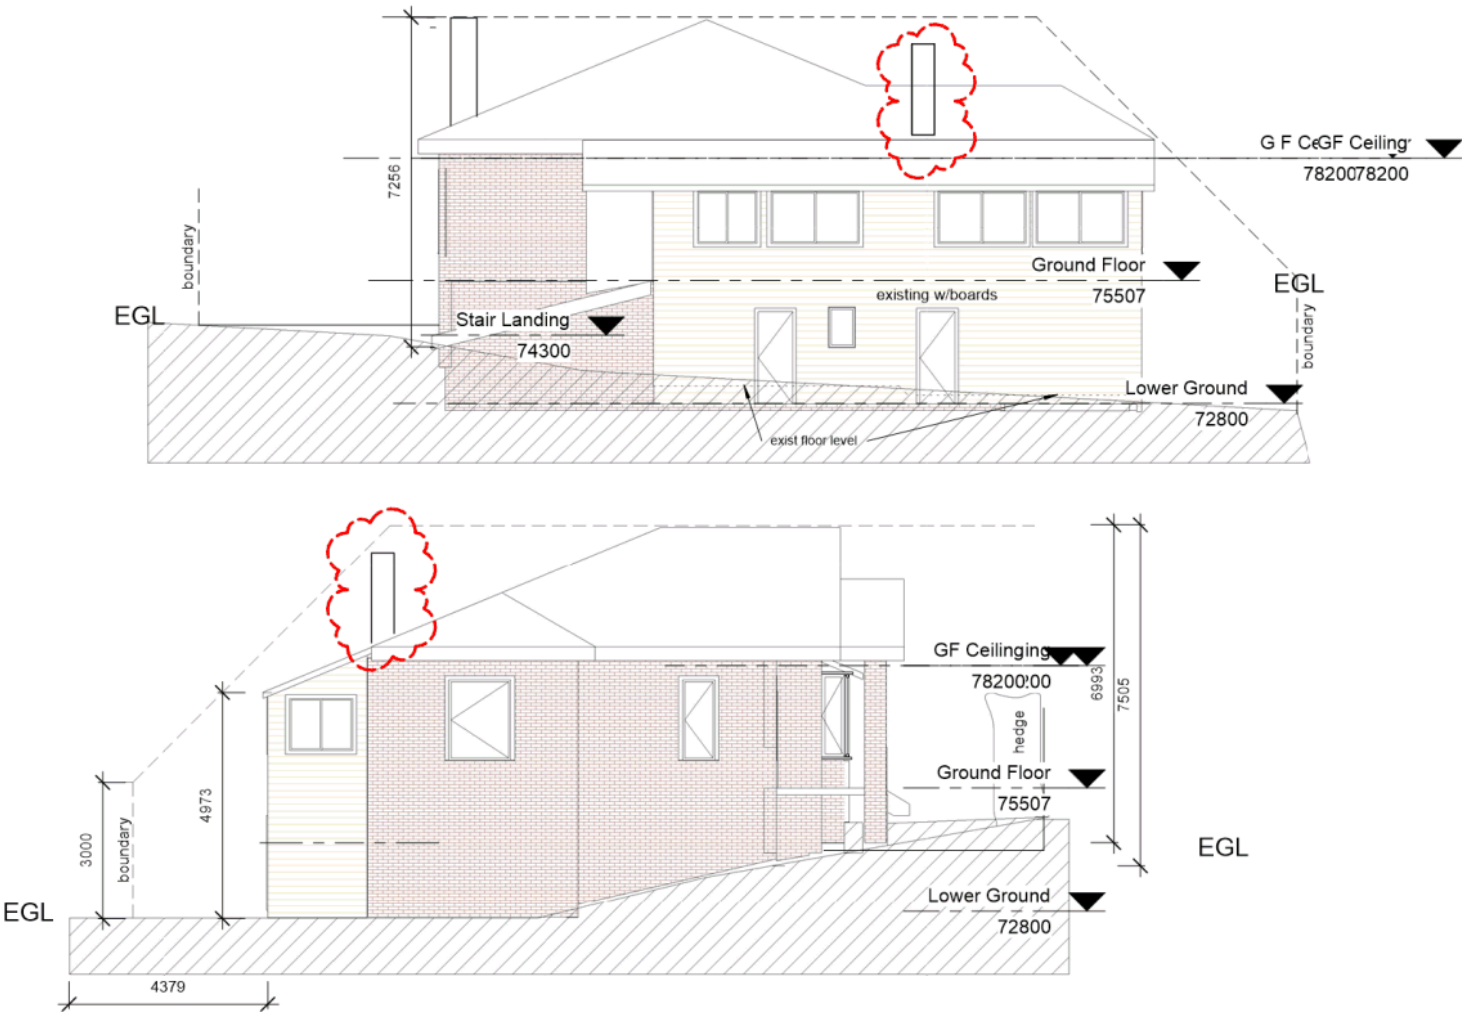 G F CeGF Ceiling
7820078200
7256
boundary
Ground Floor
75507
EGL
existing w/boards
EGL
Stair Landing
74300
boundary
Lower Ground
72800
exist floor level
GF Ceilinging
78200
6993
7505
hedge
Ground Floor
75507
4973
3000
boundary
EGL
Lower Ground
EGL
72800
4379